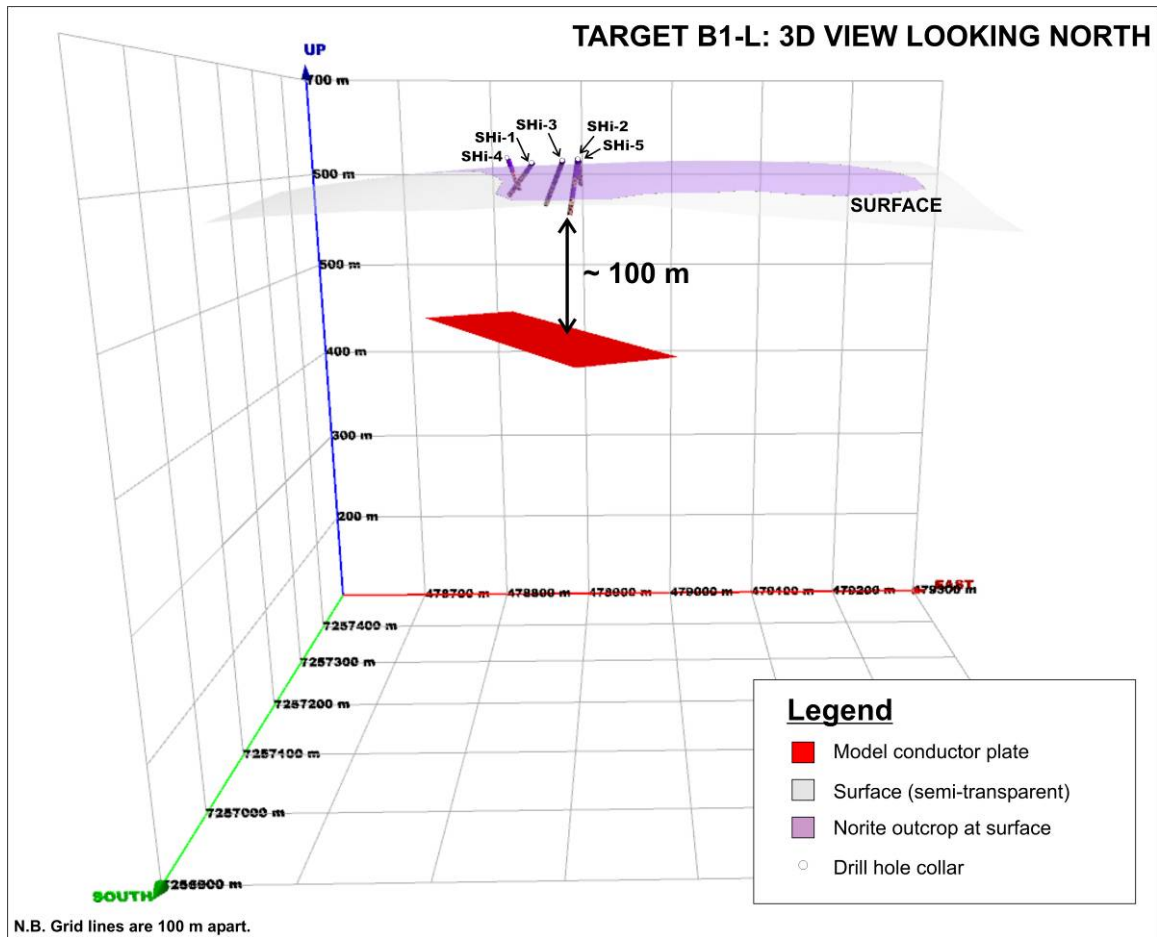 TARGET B1-L: 3D VIEW LOOKING NORTH
UP
700 m
SHi-3
SHi-2
SHi-1
SHi-5
SHi-4
600 m
SURFACE
500 m
~ 100 m
400 m
300 m
200 m
EAST
478700 m
478800 m
478900 m
479000 m
479100 m
479200 m
479300 m
7257400 m
7257300 m
7257200 m
7257100 m
7257000 m
7256900 m
SOUTH
Legend
Model conductor plate
Surface (semi-transparent)
Norite outcrop at surface
Drill hole collar
N.B. Grid lines are 100 m apart.